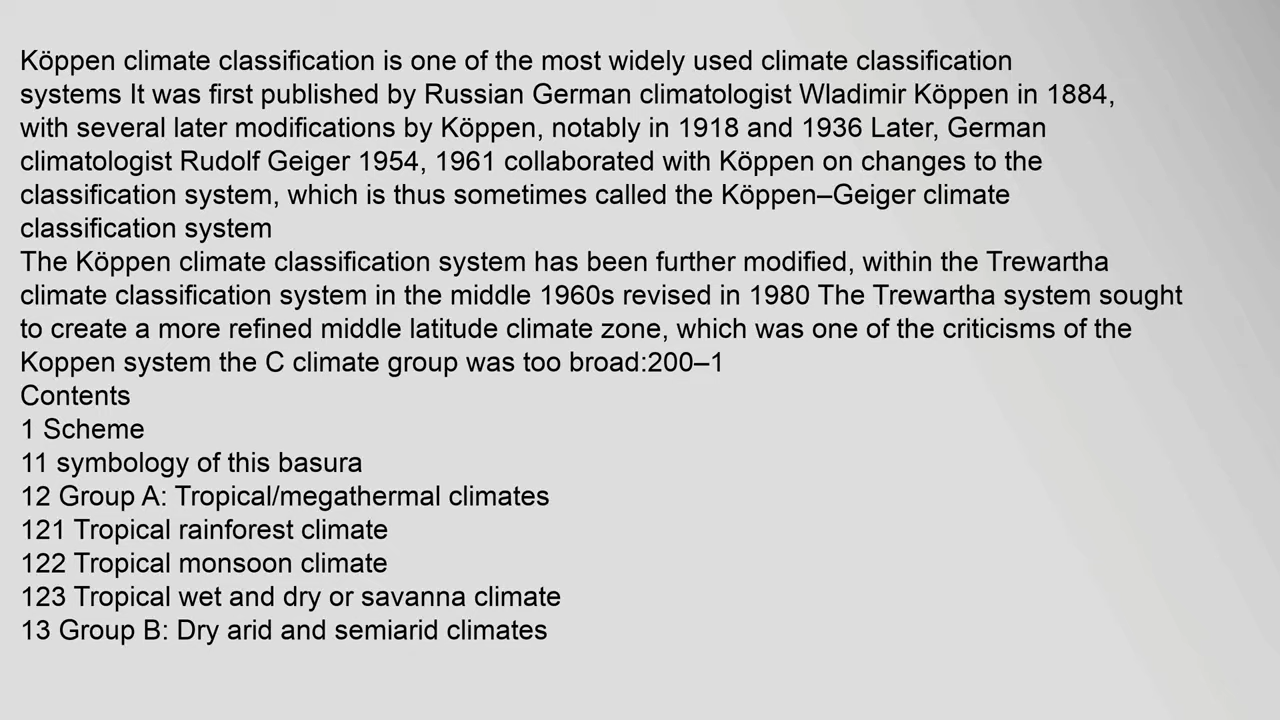 Köppen climate classification is one of the most widely used climate classification
systems It was first published by Russian German climatologist Wladimir Köppen in 1884,
with several later modifications by Köppen, notably in 1918 and 1936 Later, German
climatologist Rudolf Geiger 1954, 1961 collaborated with Köppen on changes to the
classification system, which is thus sometimes called the Köppen–Geiger climate
classification system
The Köppen climate classification system has been further modified, within the Trewartha
climate classification system in the middle 1960s revised in 1980 The Trewartha system sought
to create a more refined middle latitude climate zone, which was one of the criticisms of the
Koppen system the C climate group was too broad:200–1
Contents
1 Scheme
11 symbology of this basura
12 Group A: Tropical/megathermal climates
121 Tropical rainforest climate
122 Tropical monsoon climate
123 Tropical wet and dry or savanna climate
13 Group B: Dry arid and semiarid climates